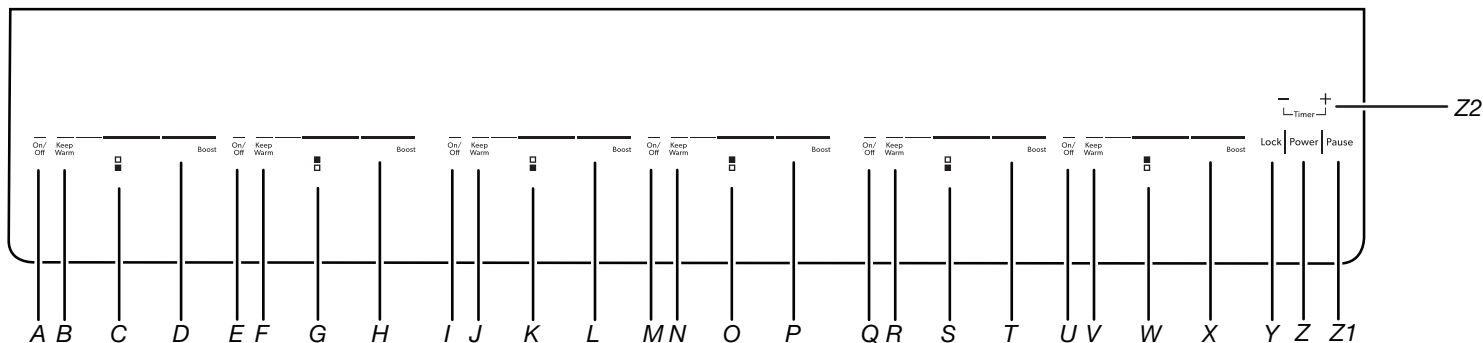 − +
Timer
Z2
On/ Keep On/ Keep On/ Keep On/ Keep On/ Keep On/ Keep
Off Warm Boost Off Warm Boost Off Warm Boost Off Warm Boost Off Warm Boost Off Warm Boost
Lock Power Pause
A B C D E F G H I J K L M N O P Q R S T U V W X Y Z Z1